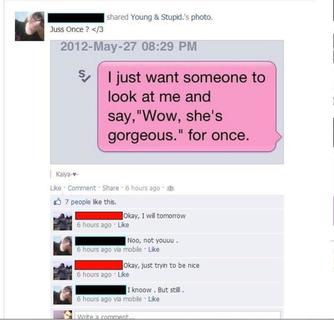 shared Young & Stupid.'s photo.
Juss Once ? </3
2012-May-27 08:29 PM
S
I just want someone to
look at me and
say,"Wow, she's
gorgeous." for once.
Kaiya-♥-
Like · Comment · Share · 6 hours ago ·
7 people like this.
Okay, I will tomorrow
6 hours ago · Like
Noo, not youuu .
6 hours ago via mobile · Like
Okay, just tryin to be nice
6 hours ago · Like
I knoow . But still .
6 hours ago via mobile · Like
Write a comment...